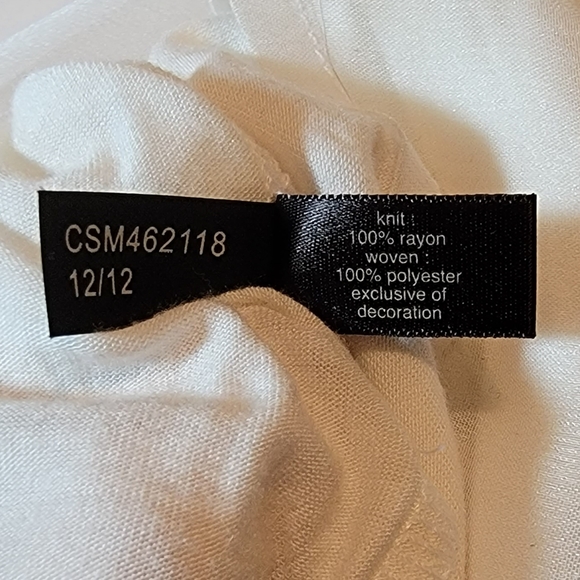 CSM462118
12/12
knit :
100% rayon
woven :
100% polyester
exclusive of
decoration